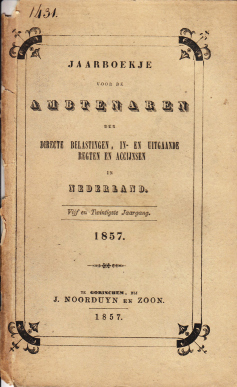 1431.
JAARBOEKJE
VOOR DE
AMBTENAREN
DER
DIRECTE BELASTINGEN, IN- EN UITGAANDE
REGTEN EN ACCIJNSEN
IN
NEDERLAND.
Vijf en Twintigste Jaargang.
1857.
TE GORINCHEM, BIJ
J. NOORDUYN EN ZOON.
1857.